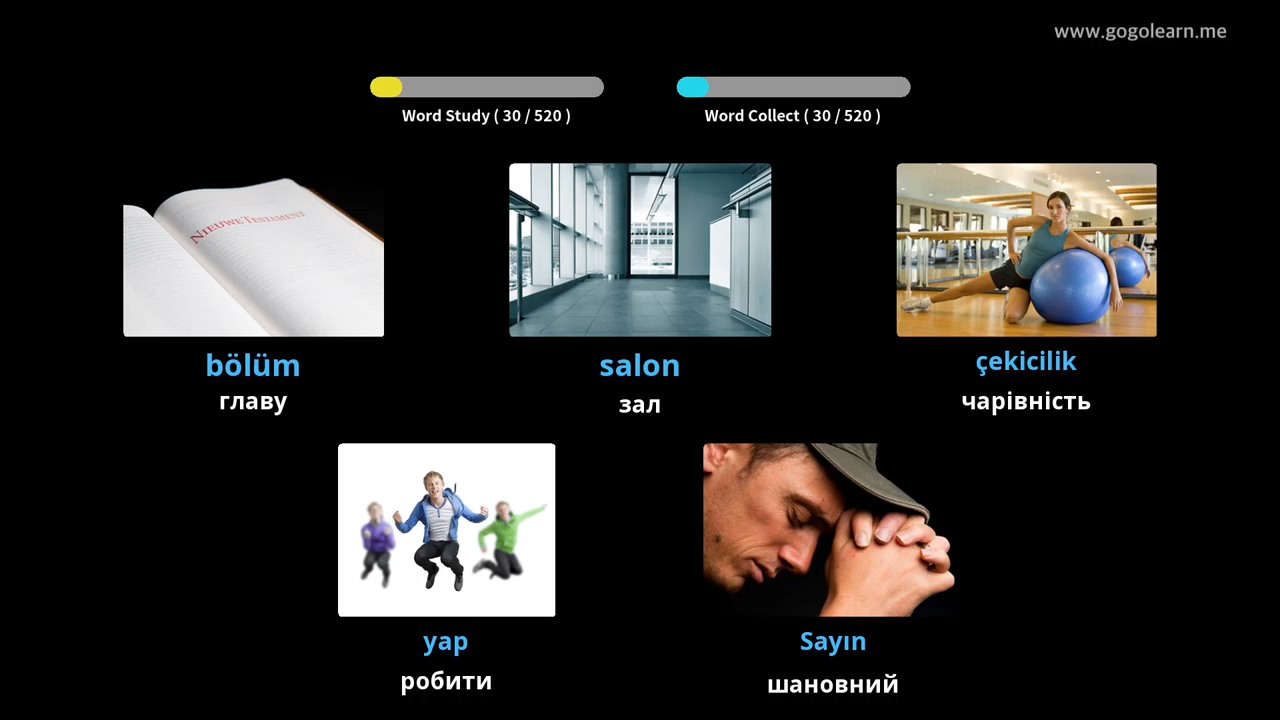 www.gogolearn.me
Word Study ( 30 / 520 )
Word Collect ( 30 / 520 )
NIEUWE TESTAMENT
bölüm
главу
salon
зал
çekicilik
чарівність
yap
робити
Sayın
шановний